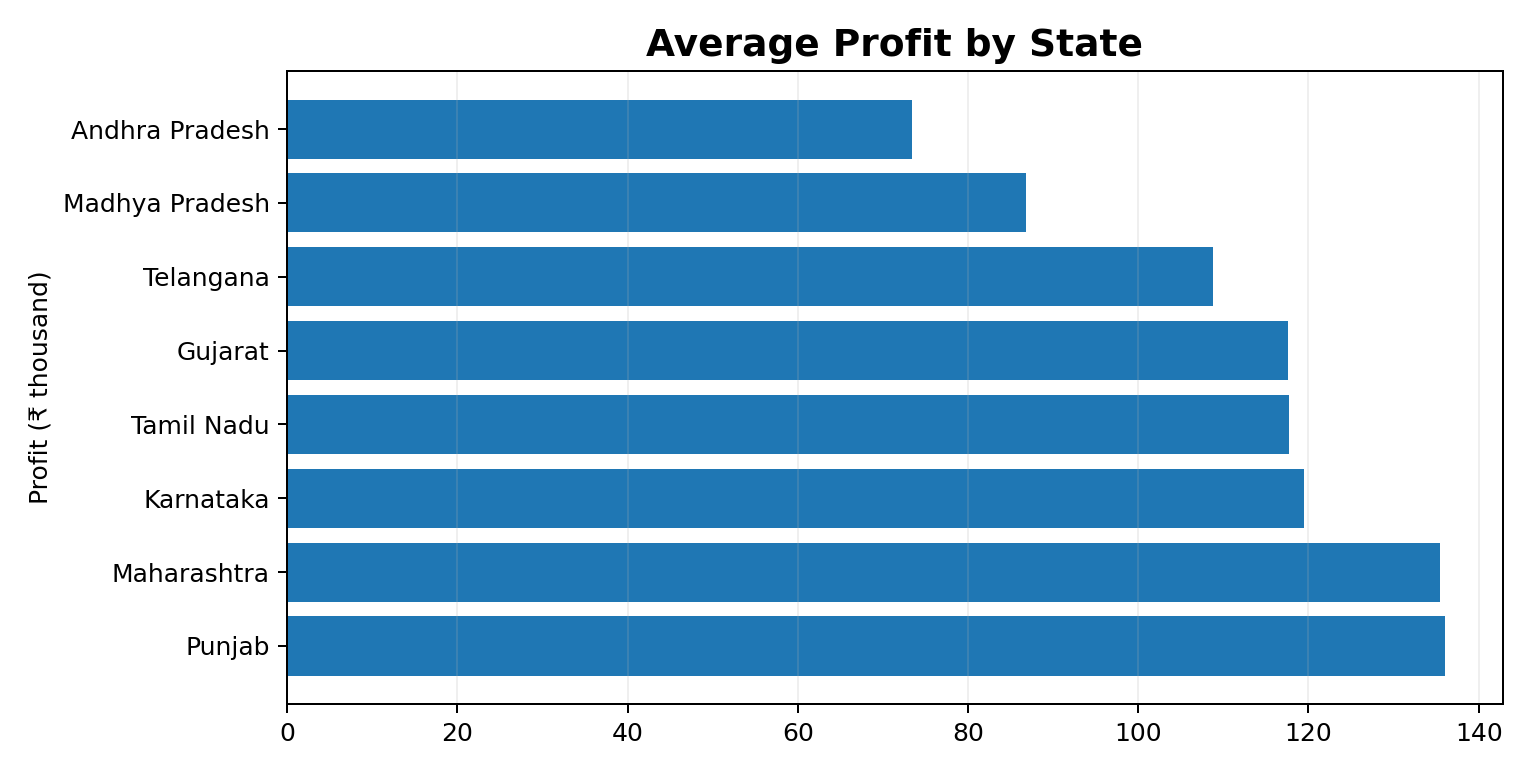 Average Profit by State
Profit (₹ thousand)
Andhra Pradesh
Madhya Pradesh
Telangana
Gujarat
Tamil Nadu
Karnataka
Maharashtra
Punjab
0 20 40 60 80 100 120 140